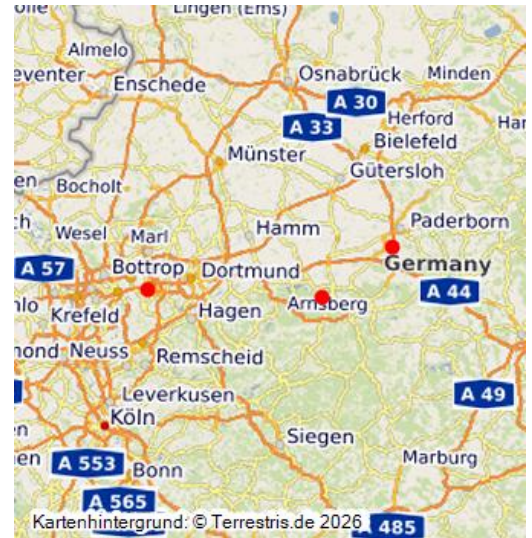 Lingen (Ems)
Almelo
eventer
Enschede
Osnabrück
Minden
A 30
A 33
Herford
Bielefeld
Münster
Gütersloh
Bocholt
Hamm
Paderborn
Wesel
Marl
A 57
Bottrop
Dortmund
Germany
Arnsberg
A 44
Krefeld
Hagen
mond
Neuss
Remscheid
Leverkusen
A 49
Köln
Siegen
A 553
Marburg
Bonn
A 565
Kartenhintergrund: © Terrestris.de 2026
A 485